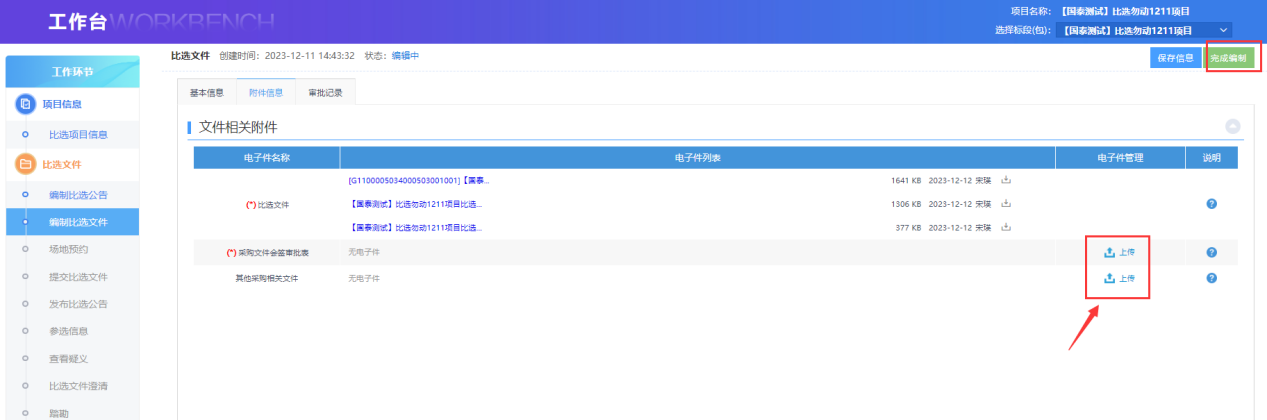 工作台WORKBENCH
项目名称： 【国泰测试】比选勿动1211项目
选择标段(包)： 【国泰测试】比选勿动1211项目
比选文件 创建时间：2023-12-11 14:43:32 状态：编辑中
保存信息 完成编制
工作环节
项目信息
比选项目信息
比选文件
编制比选公告
编制比选文件
场地预约
提交比选文件
发布比选公告
参选信息
查看疑义
比选文件澄清
踏勘
基本信息 附件信息 审批记录
文件相关附件
电子件名称 电子件列表 电子件管理 说明
(*) 比选文件
[G1100005034000503001001]【国泰... 1641 KB 2023-12-12 宋瑛
【国泰测试】比选勿动1211项目比选... 1306 KB 2023-12-12 宋瑛
【国泰测试】比选勿动1211项目比选... 377 KB 2023-12-12 宋瑛
(*) 采购文件会签审批表 无电子件 上传
其他采购相关文件 无电子件 上传